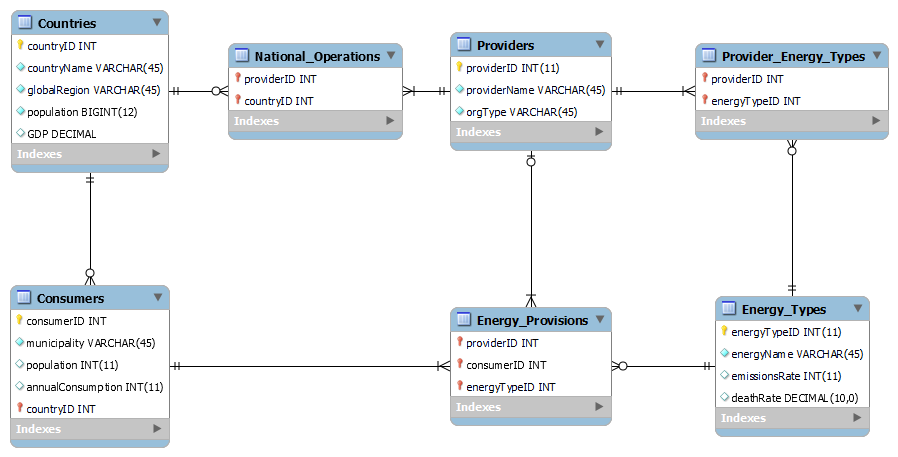 Countries
countryID INT
countryName VARCHAR(45)
globalRegion VARCHAR(45)
population BIGINT(12)
GDP DECIMAL
Indexes
National_Operations
providerID INT
countryID INT
Indexes
Providers
providerID INT(11)
providerName VARCHAR(45)
orgType VARCHAR(45)
Indexes
Provider_Energy_Types
providerID INT
energyTypeID INT
Indexes
Consumers
consumerID INT
municipality VARCHAR(45)
population INT(11)
annualConsumption INT(11)
countryID INT
Indexes
Energy_Provisions
providerID INT
consumerID INT
energyTypeID INT
Indexes
Energy_Types
energyTypeID INT(11)
energyName VARCHAR(45)
emissionsRate INT(11)
deathRate DECIMAL(10,0)
Indexes